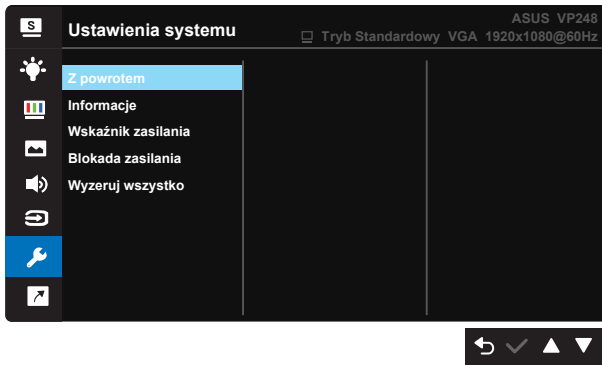 S
Ustawienia systemu
ASUS VP248
Tryb Standardowy VGA 1920x1080@60Hz
Z powrotem
Informacje
Wskaźnik zasilania
Blokada zasilania
Wyzeruj wszystko